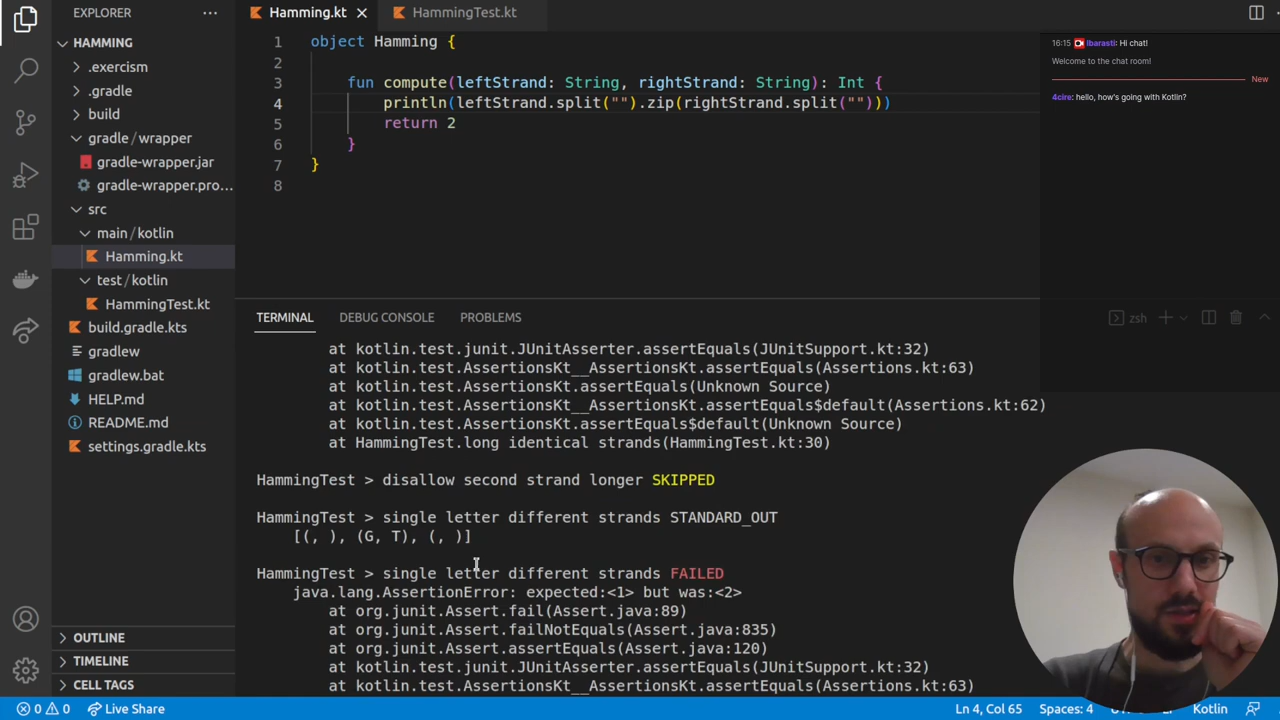 EXPLORER
Hamming.kt
HammingTest.kt
HAMMING
.exercism
.gradle
build
gradle/wrapper
gradle-wrapper.jar
gradle-wrapper.pro...
src
main/kotlin
Hamming.kt
test/kotlin
HammingTest.kt
build.gradle.kts
gradlew
gradlew.bat
HELP.md
README.md
settings.gradle.kts
OUTLINE
TIMELINE
CELL TAGS
1 object Hamming {
2
3 fun compute(leftStrand: String, rightStrand: String): Int {
4 println(leftStrand.split("").zip(rightStrand.split("")))
5 return 2
6 }
7 }
8
16:15 ibarasti: Hi chat!
Welcome to the chat room!
New
4cire: hello, how's going with Kotlin?
TERMINAL DEBUG CONSOLE PROBLEMS
zsh
at kotlin.test.junit.JUnitAsserter.assertEquals(JUnitSupport.kt:32)
at kotlin.test.AssertionsKt__AssertionsKt.assertEquals(Assertions.kt:63)
at kotlin.test.AssertionsKt.assertEquals(Unknown Source)
at kotlin.test.AssertionsKt__AssertionsKt.assertEquals$default(Assertions.kt:62)
at kotlin.test.AssertionsKt.assertEquals$default(Unknown Source)
at HammingTest.long identical strands(HammingTest.kt:30)
HammingTest > disallow second strand longer SKIPPED
HammingTest > single letter different strands STANDARD_OUT
[(, ), (G, T), (, )]
HammingTest > single letter different strands FAILED
java.lang.AssertionError: expected:<1> but was:<2>
at org.junit.Assert.fail(Assert.java:89)
at org.junit.Assert.failNotEquals(Assert.java:835)
at org.junit.Assert.assertEquals(Assert.java:120)
at kotlin.test.junit.JUnitAsserter.assertEquals(JUnitSupport.kt:32)
at kotlin.test.AssertionsKt__AssertionsKt.assertEquals(Assertions.kt:63)
0 0 Live Share
Ln 4, Col 65 Spaces: 4 Kotlin